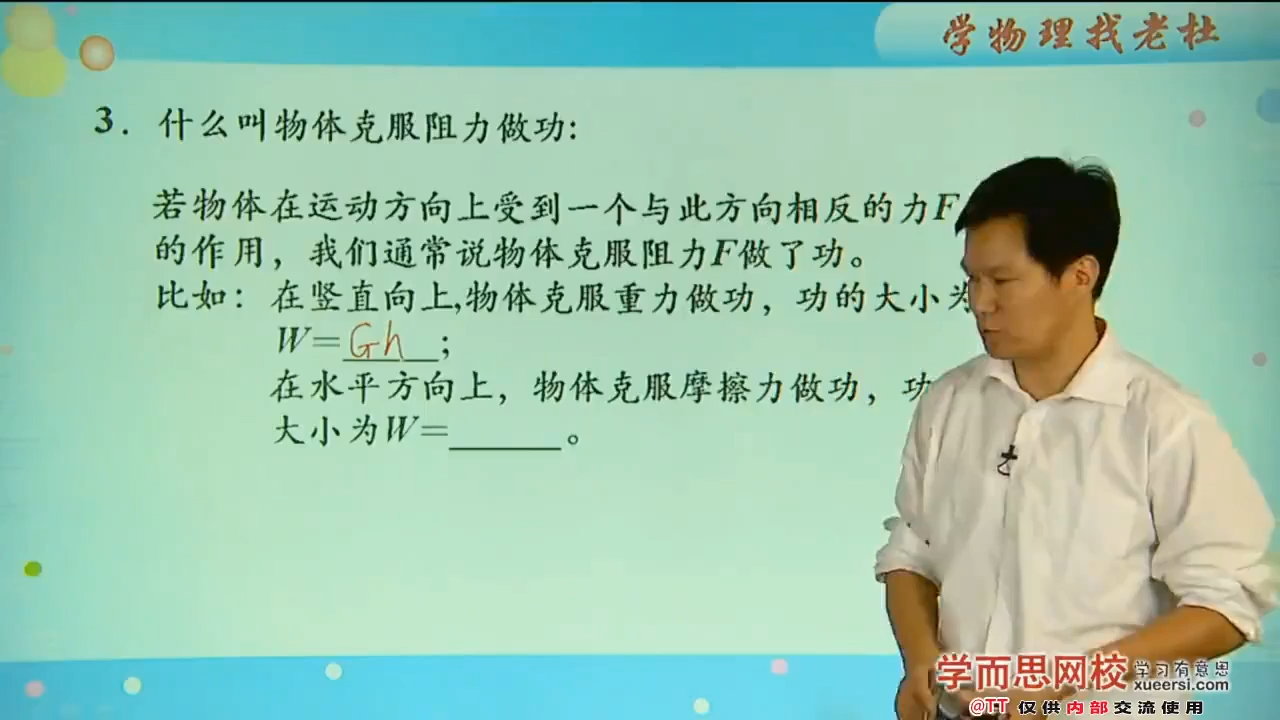 学物理找老杜
3. 什么叫物体克服阻力做功:
若物体在运动方向上受到一个与此方向相反的力F
的作用，我们通常说物体克服阻力F做了功。
比如：在竖直向上,物体克服重力做功，功的大小为
W=Gh;
在水平方向上，物体克服摩擦力做功，功
大小为W=______。
学而思网校 学习有意思
xueersi.com
@TT 仅供内部交流使用